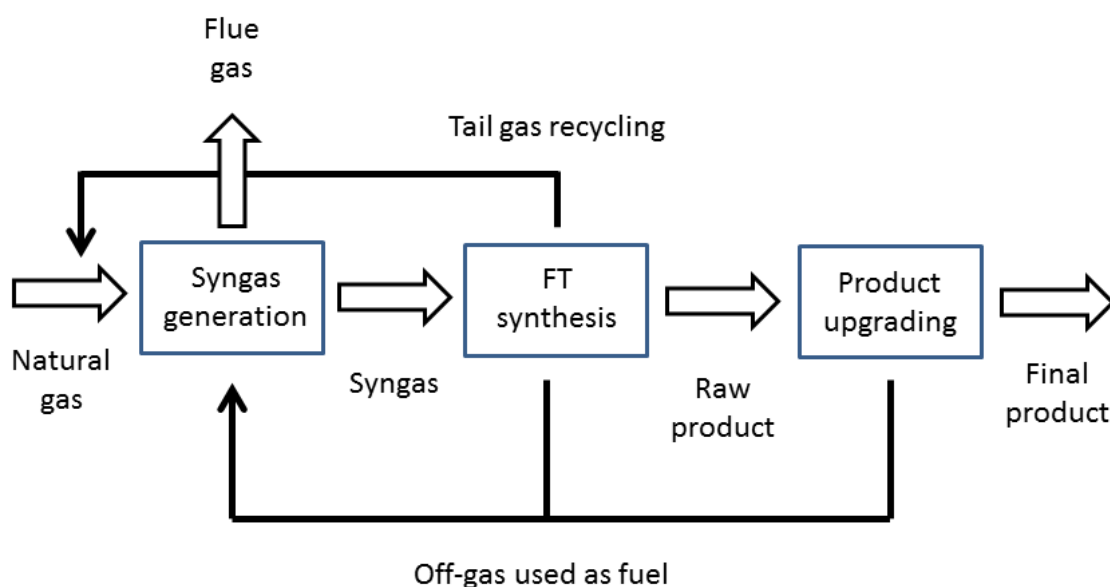 Flue
gas
Tail gas recycling
Syngas
generation
FT
synthesis
Product
upgrading
Natural
gas
Syngas
Raw
product
Final
product
Off-gas used as fuel